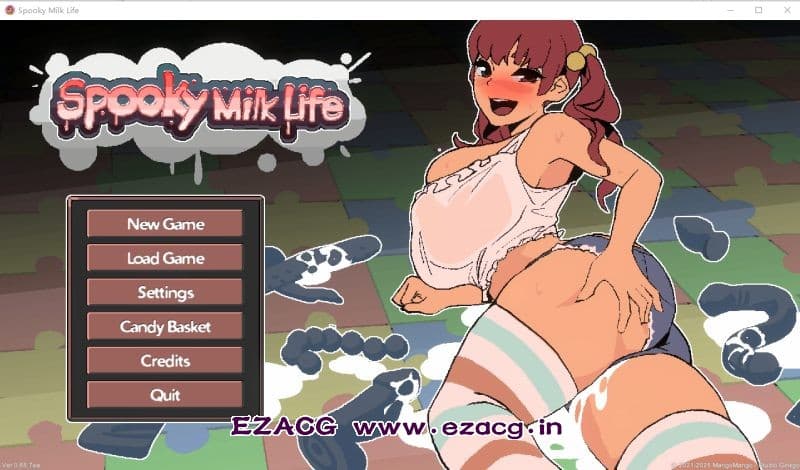 Spooky Milk Life
Spooky Milk Life
New Game
Load Game
Settings
Candy Basket
Credits
Quit
EZACG www.ezacg.in